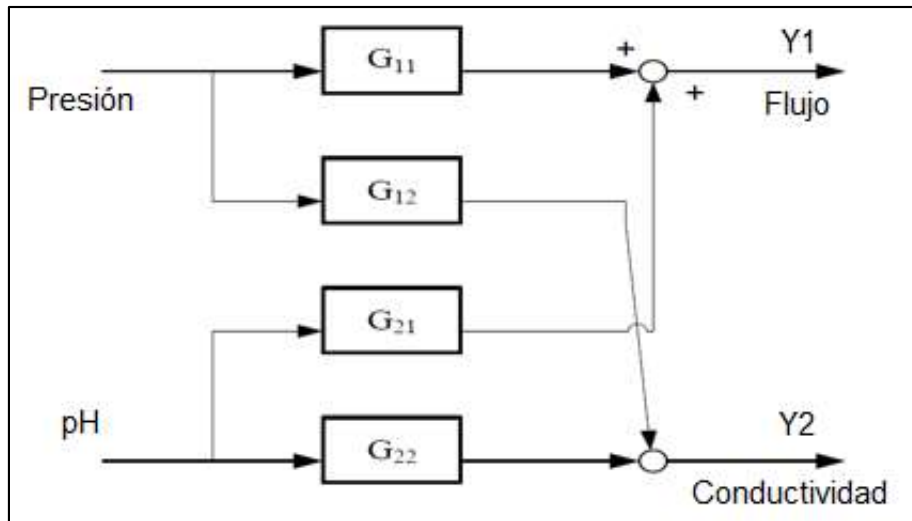 G11
+
Y1
Presión
+
Flujo
G12
G21
pH
G22
Y2
Conductividad